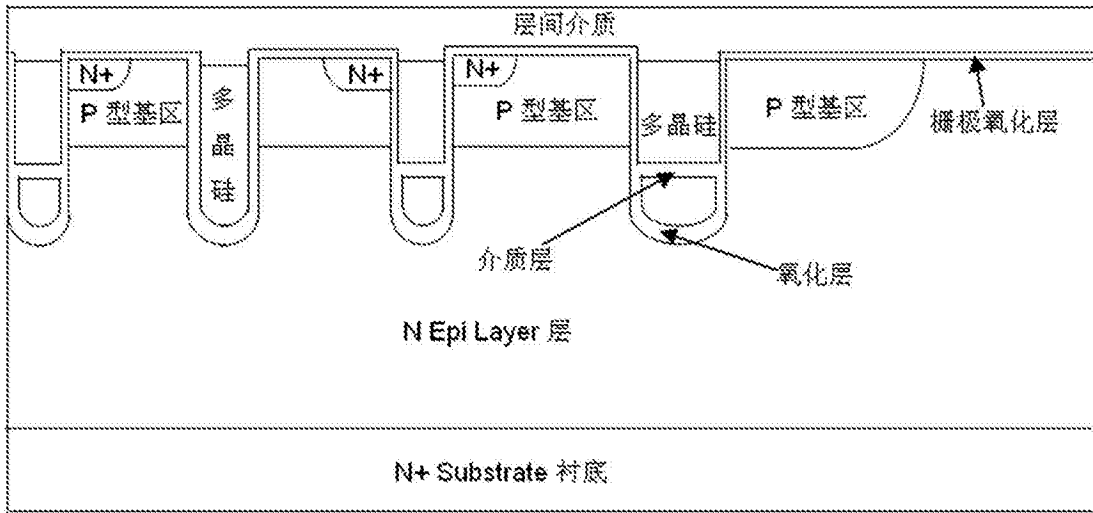 层间介质
N+
N+
N+
P 型基区
多晶硅
P 型基区
多晶硅
P 型基区
栅极氧化层
介质层
氧化层
N Epi Layer 层
N+ Substrate 衬底